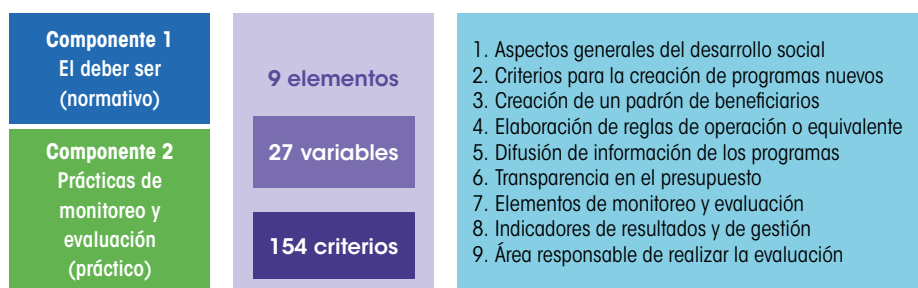 Componente 1
El deber ser
(normativo)
Componente 2
Prácticas de
monitoreo y
evaluación
(práctico)
9 elementos
27 variables
154 criterios
1. Aspectos generales del desarrollo social
2. Criterios para la creación de programas nuevos
3. Creación de un padrón de beneficiarios
4. Elaboración de reglas de operación o equivalente
5. Difusión de información de los programas
6. Transparencia en el presupuesto
7. Elementos de monitoreo y evaluación
8. Indicadores de resultados y de gestión
9. Área responsable de realizar la evaluación